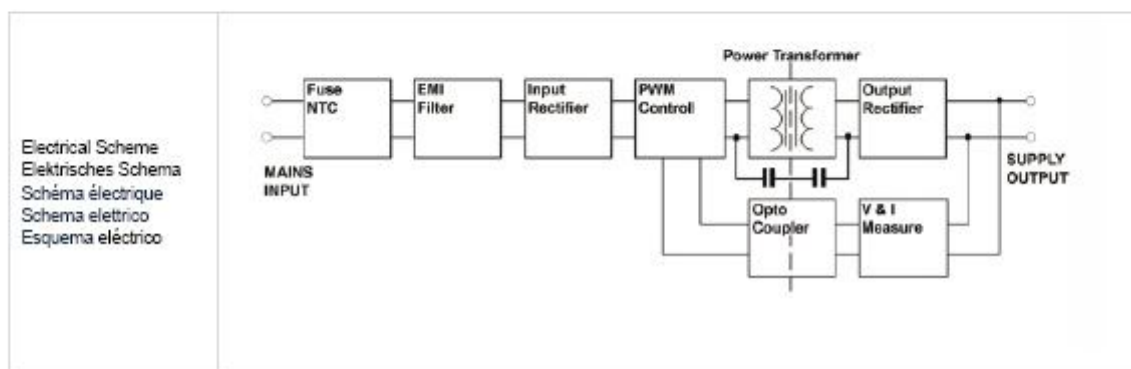 Electrical Scheme
Elektrisches Schema
Schéma électrique
Schema elettrico
Esquema eléctrico
MAINS
INPUT
Fuse
NTC
EMI
Filter
Input
Rectifier
PWM
Controll
Power Transformer
Output
Rectifier
SUPPLY
OUTPUT
Opto
Coupler
V & I
Measure